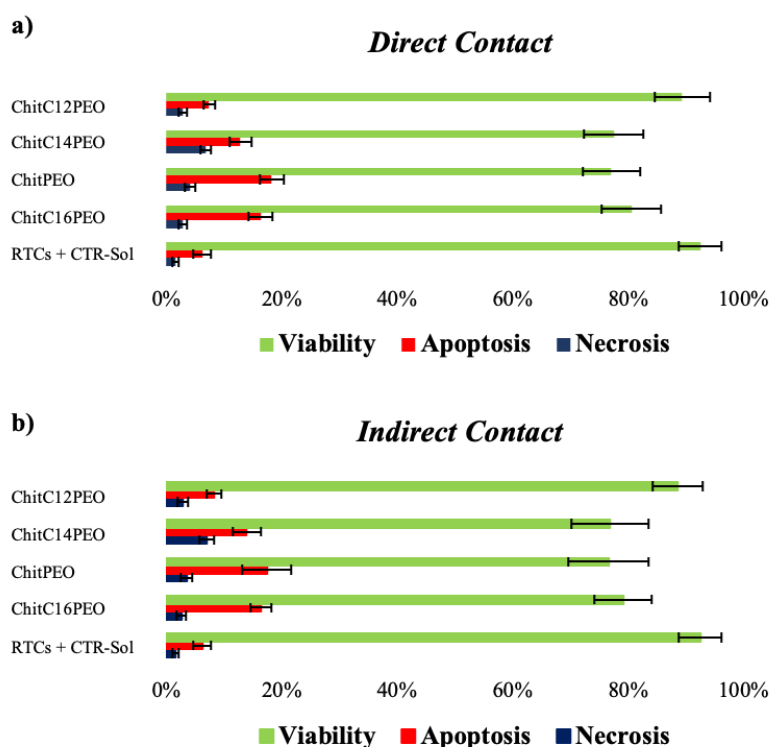 a)
Direct Contact
ChitC12PEO
ChitC14PEO
ChitPEO
ChitC16PEO
RTCs + CTR-Sol
0% 20% 40% 60% 80% 100%
Viability Apoptosis Necrosis
b)
Indirect Contact
ChitC12PEO
ChitC14PEO
ChitPEO
ChitC16PEO
RTCs + CTR-Sol
0% 20% 40% 60% 80% 100%
Viability Apoptosis Necrosis